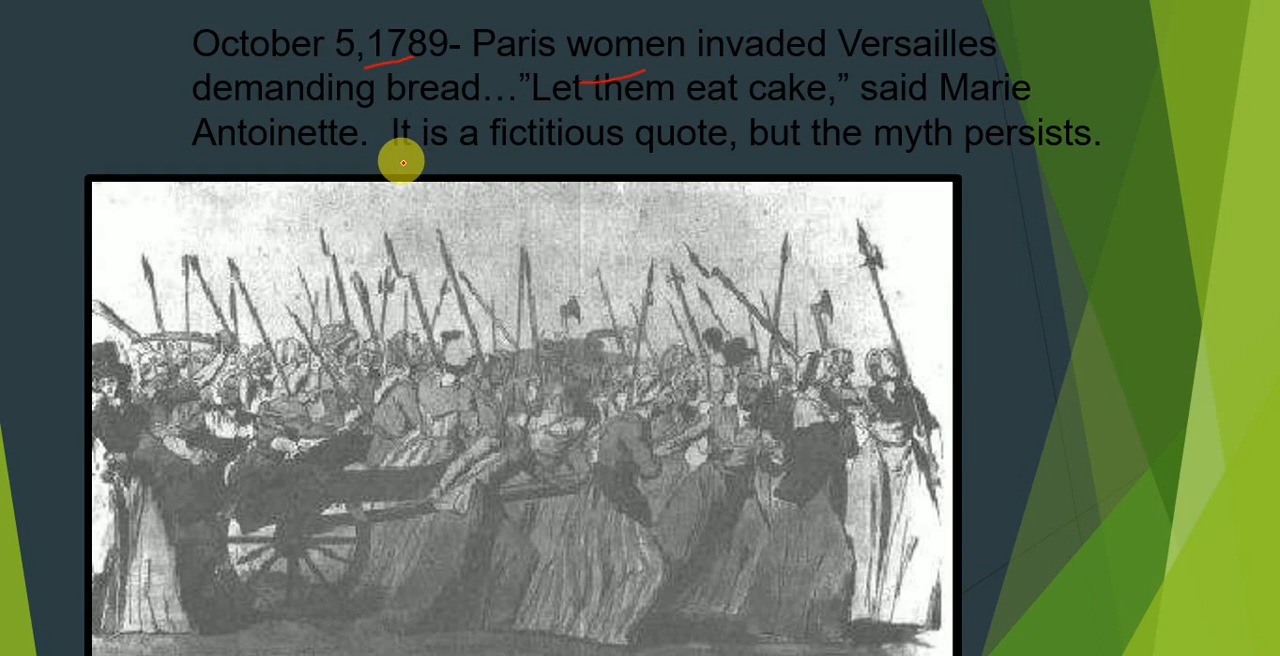 October 5,1789- Paris women invaded Versailles
demanding bread…”Let them eat cake,” said Marie
Antoinette.  It is a fictitious quote, but the myth persists.